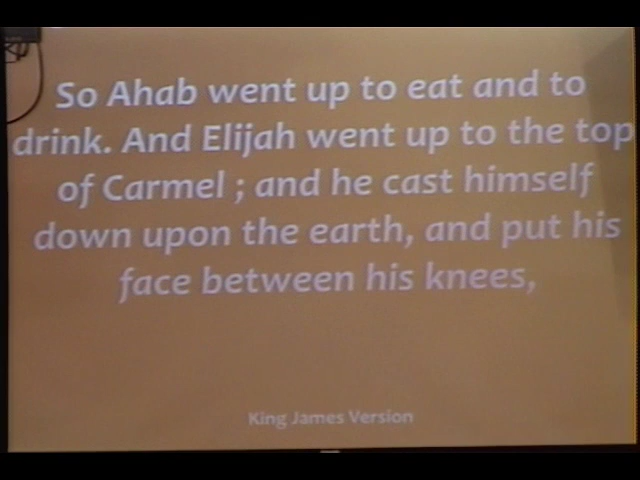 So Ahab went up to eat and to
drink. And Elijah went up to the top
of Carmel ; and he cast himself
down upon the earth, and put his
face between his knees,
King James Version